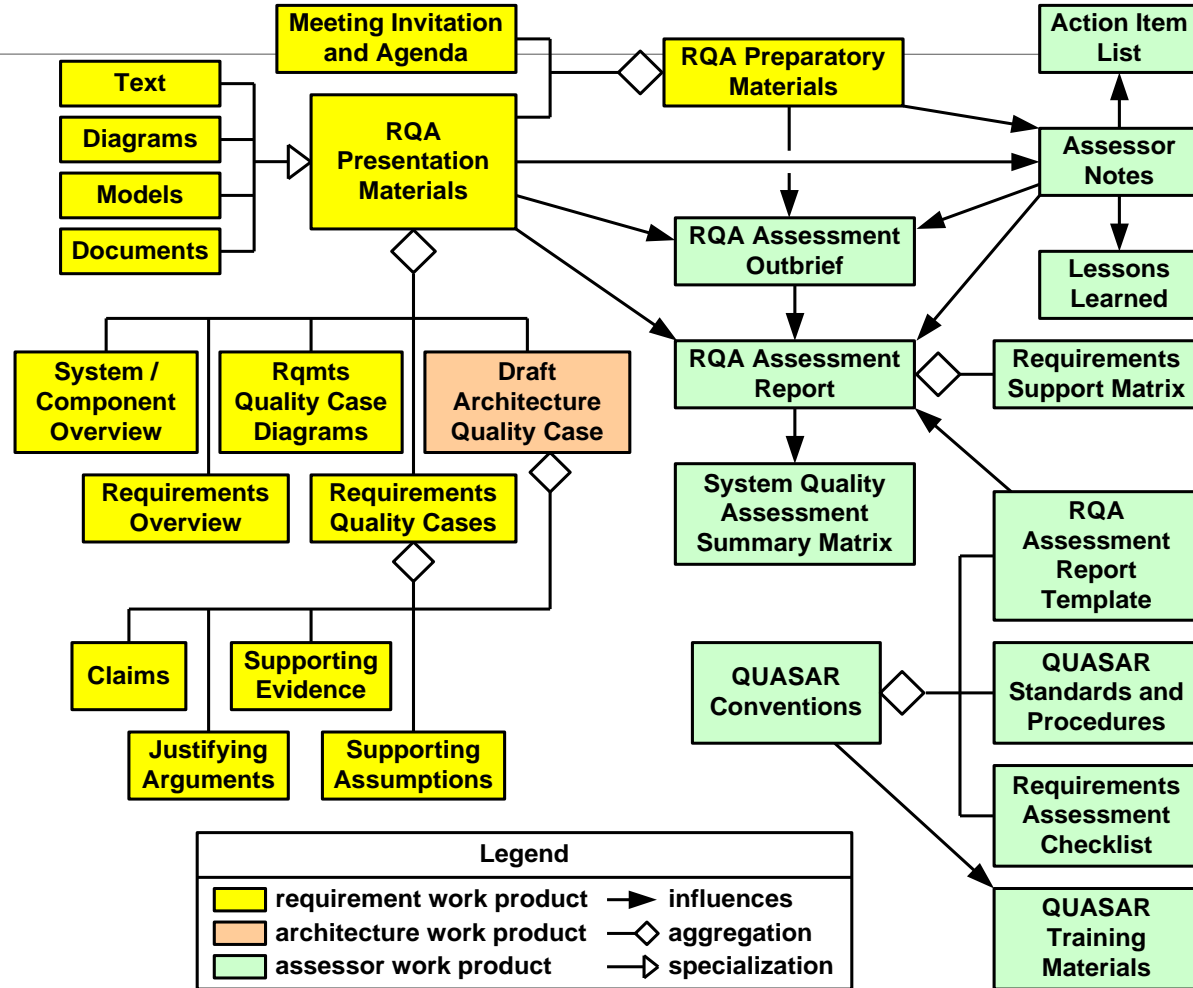 Meeting Invitation
and Agenda
RQA Preparatory
Materials
Action Item
List
Text
Diagrams
Models
Documents
RQA
Presentation
Materials
Assessor
Notes
RQA Assessment
Outbrief
Lessons
Learned
System /
Component
Overview
Rqmts
Quality Case
Diagrams
Draft
Architecture
Quality Case
RQA Assessment
Report
Requirements
Support Matrix
Requirements
Overview
Requirements
Quality Cases
System Quality
Assessment
Summary Matrix
RQA
Assessment
Report
Template
Claims
Supporting
Evidence
Justifying
Arguments
Supporting
Assumptions
QUASAR
Conventions
QUASAR
Standards and
Procedures
Requirements
Assessment
Checklist
QUASAR
Training
Materials
Legend
requirement work product
influences
architecture work product
aggregation
assessor work product
specialization